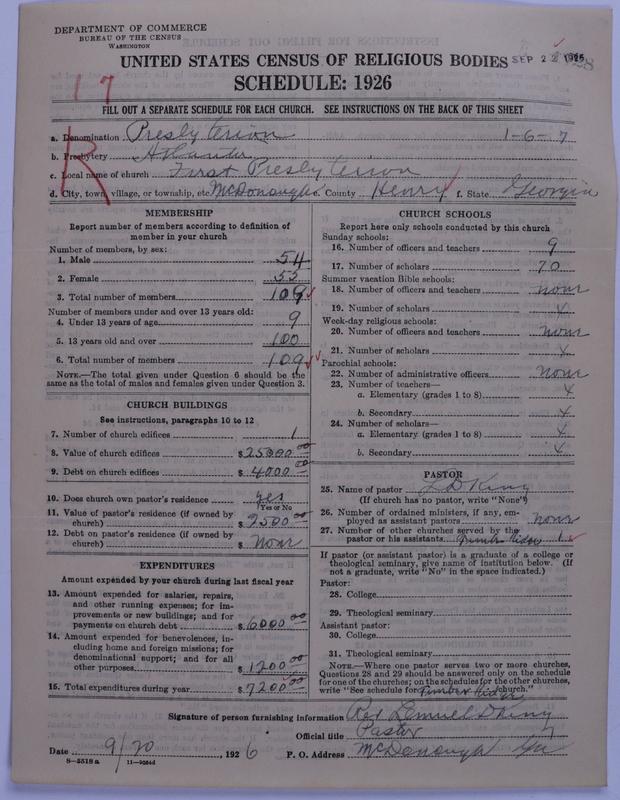 DEPARTMENT OF COMMERCE
BUREAU OF THE CENSUS
WASHINGTON
UNITED STATES CENSUS OF RELIGIOUS BODIES
SEP 22 1926
SCHEDULE: 1926
17
FILL OUT A SEPARATE SCHEDULE FOR EACH CHURCH. SEE INSTRUCTIONS ON THE BACK OF THIS SHEET
R
a. Denomination Presbyterian 1-6-7
b. Presbytery Atlanta
c. Local name of church First Presbyterian
d. City, town, village, or township, etc. McDonough e. County Henry f. State Georgia
MEMBERSHIP
Report number of members according to definition of
member in your church
Number of members, by sex:
1. Male 54
2. Female 55
3. Total number of members 109
Number of members under and over 13 years old:
4. Under 13 years of age 9
5. 13 years old and over 100
6. Total number of members 109
NOTE.—The total given under Question 6 should be the
same as the total of males and females given under Question 3.
CHURCH BUILDINGS
See instructions, paragraphs 10 to 12
7. Number of church edifices 1
8. Value of church edifices $25000.00
9. Debt on church edifices $4000.00
10. Does church own pastor's residence yes
(Yes or No)
11. Value of pastor's residence (if owned by
church) $2500.00
12. Debt on pastor's residence (if owned by
church) $ None
EXPENDITURES
Amount expended by your church during last fiscal year
13. Amount expended for salaries, repairs,
and other running expenses; for im-
provements or new buildings; and for
payments on church debt $6000.00
14. Amount expended for benevolences, in-
cluding home and foreign missions; for
denominational support; and for all
other purposes $1200.00
15. Total expenditures during year $7200.00
CHURCH SCHOOLS
Report here only schools conducted by this church
Sunday schools:
16. Number of officers and teachers 9
17. Number of scholars 70
Summer vacation Bible schools:
18. Number of officers and teachers None
19. Number of scholars x
Week-day religious schools:
20. Number of officers and teachers None
21. Number of scholars x
Parochial schools:
22. Number of administrative officers None
23. Number of teachers—
a. Elementary (grades 1 to 8) x
b. Secondary x
24. Number of scholars—
a. Elementary (grades 1 to 8) x
b. Secondary x
PASTOR
25. Name of pastor L D King
(If church has no pastor, write "None")
26. Number of ordained ministers, if any, em-
ployed as assistant pastors None
27. Number of other churches served by the
pastor or his assistants Timber Ridge 1
If pastor (or assistant pastor) is a graduate of a college or
theological seminary, give name of institution below. (If
not a graduate, write "No" in the space indicated.)
Pastor:
28. College
29. Theological seminary
Assistant pastor:
30. College
31. Theological seminary
NOTE.—Where one pastor serves two or more churches,
Questions 28 and 29 should be answered only on the schedule
for one of the churches; on the schedules for the other churches,
write "See schedule for Timber Ridge church."
Signature of person furnishing information Rev Lemuel D King
Official title Pastor
Date 9/20, 1926 P. O. Address McDonough Ga
8—5518 a 11—9034d